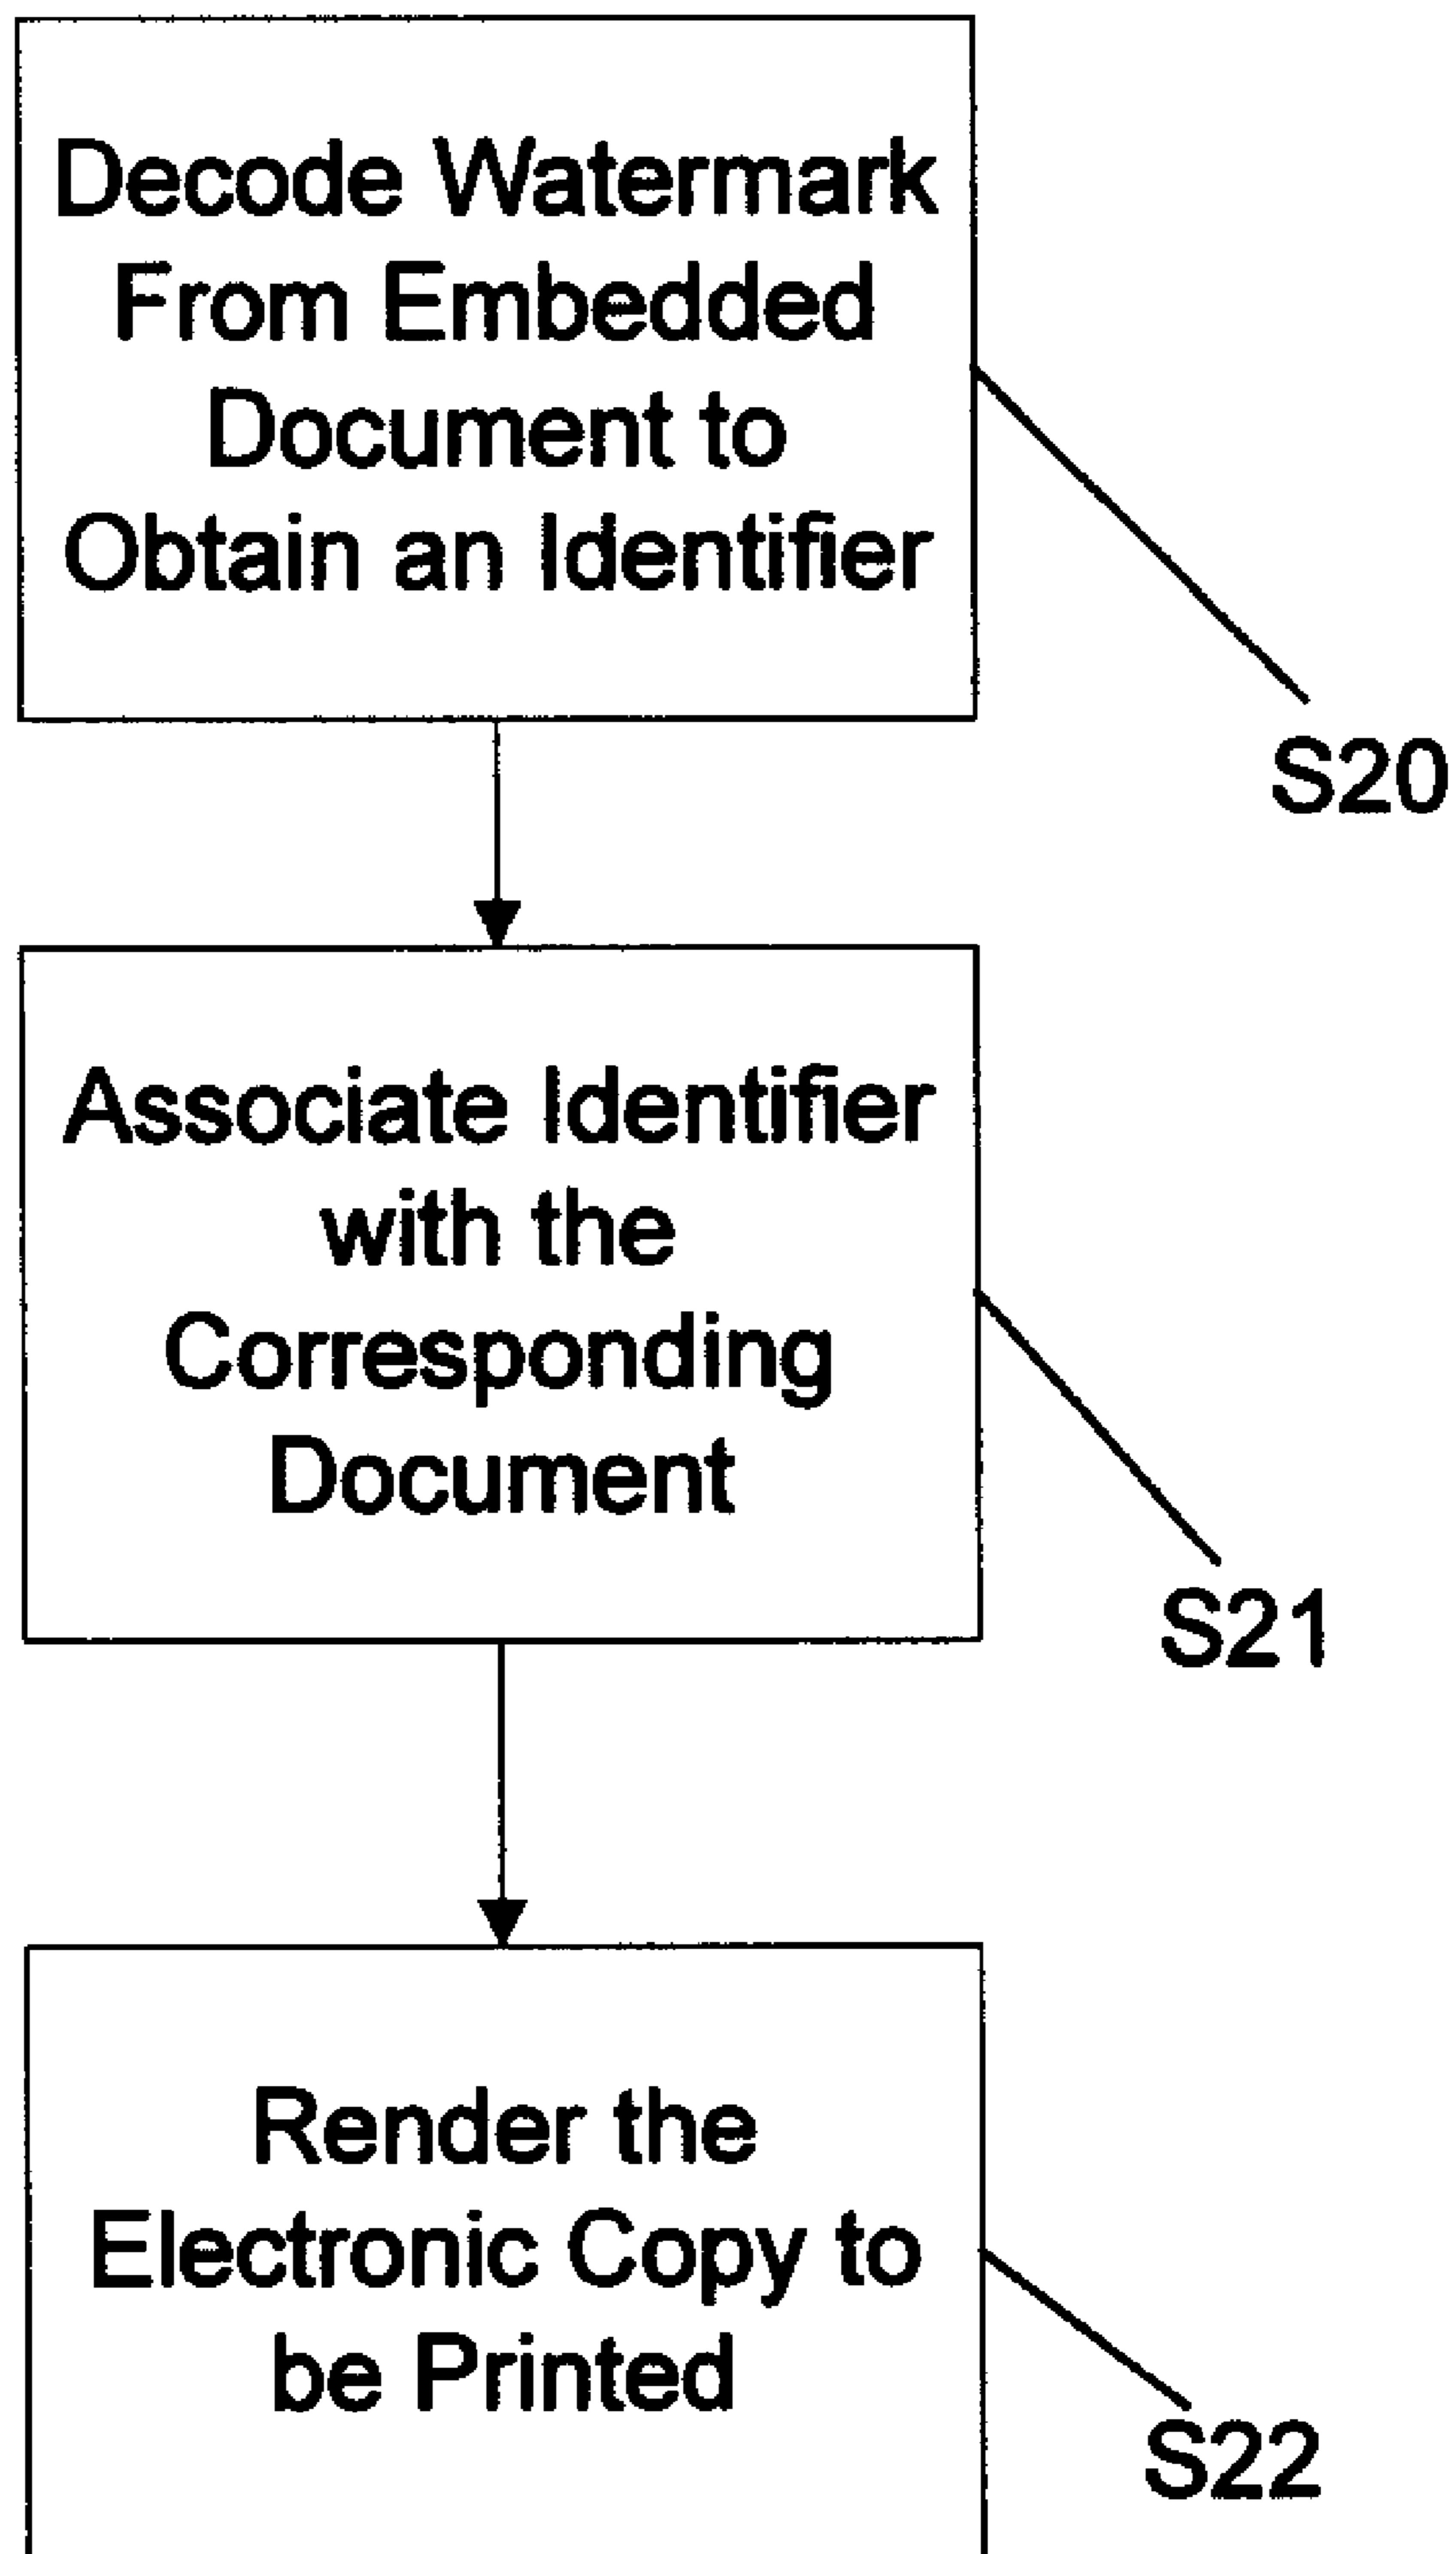 Decode Watermark
From Embedded
Document to
Obtain an Identifier
S20
Associate Identifier
with the
Corresponding
Document
S21
Render the
Electronic Copy to
be Printed
S22